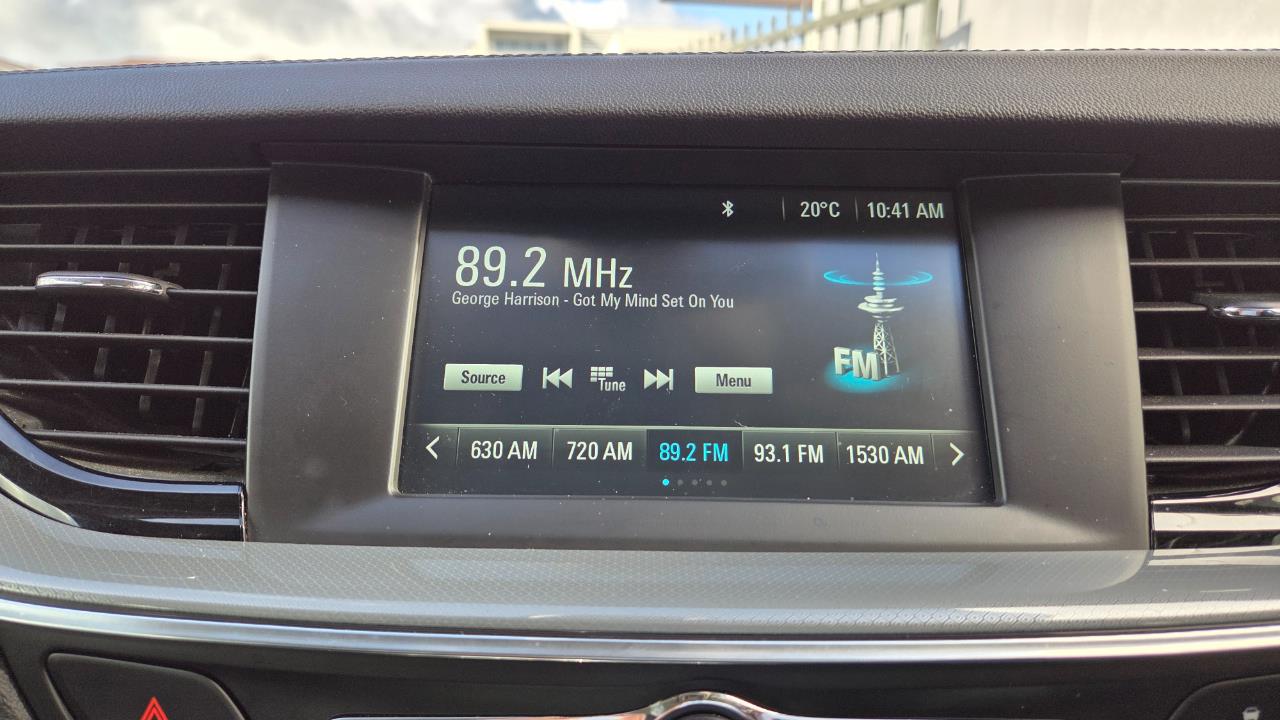 20°C 10:41 AM
89.2 MHz
George Harrison - Got My Mind Set On You
FM
Source Tune Menu
630 AM 720 AM 89.2 FM 93.1 FM 1530 AM